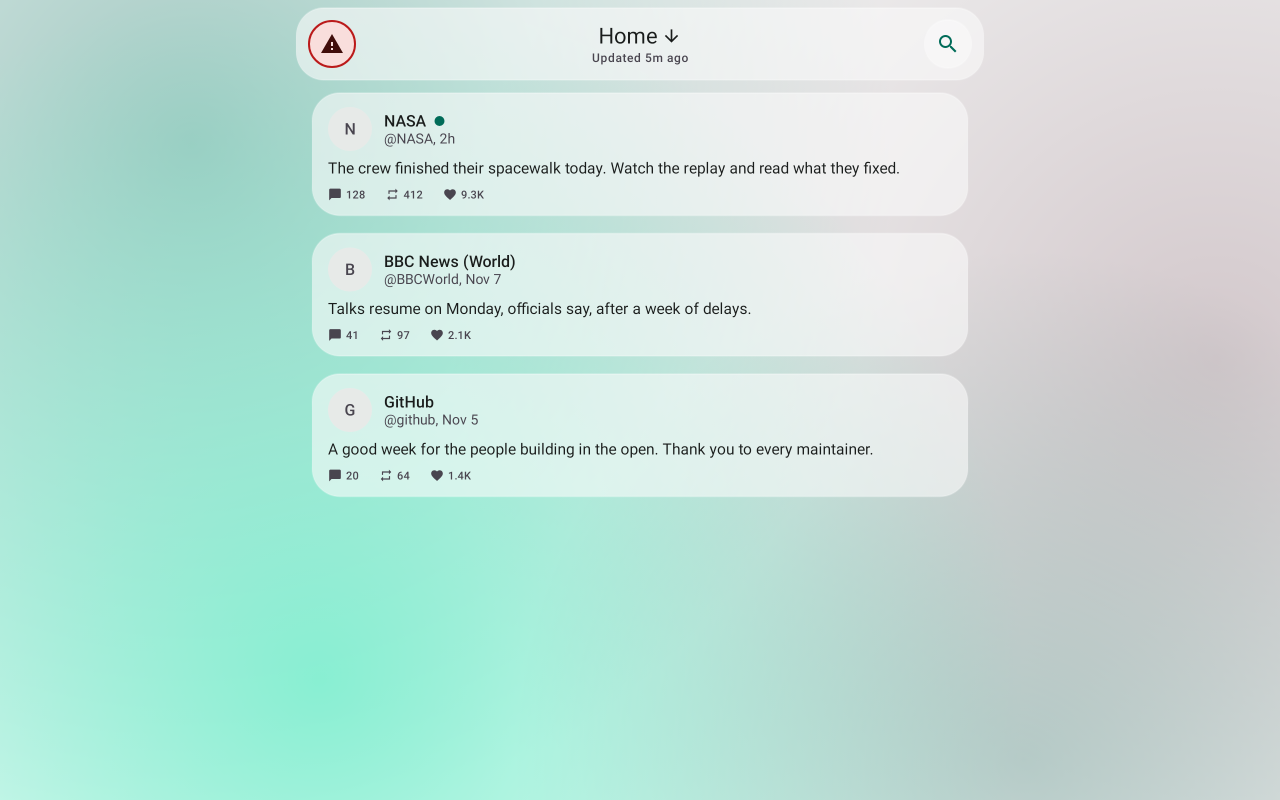 Home
Updated 5m ago
N
NASA
@NASA, 2h
The crew finished their spacewalk today. Watch the replay and read what they fixed.
128 412 9.3K
B
BBC News (World)
@BBCWorld, Nov 7
Talks resume on Monday, officials say, after a week of delays.
41 97 2.1K
G
GitHub
@github, Nov 5
A good week for the people building in the open. Thank you to every maintainer.
20 64 1.4K